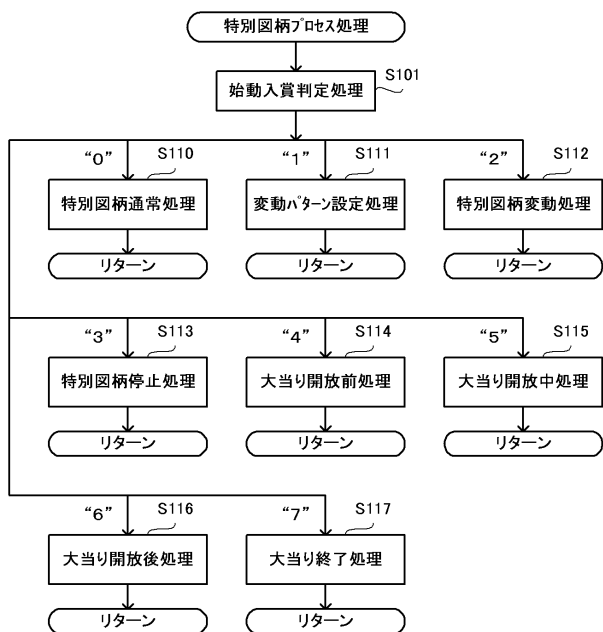 特別図柄プロセス処理
S101
始動入賞判定処理
“0”
S110
“1”
S111
“2”
S112
特別図柄通常処理
変動パターン設定処理
特別図柄変動処理
リターン
リターン
リターン
“3”
S113
“4”
S114
“5”
S115
特別図柄停止処理
大当り開放前処理
大当り開放中処理
リターン
リターン
リターン
“6”
S116
“7”
S117
大当り開放後処理
大当り終了処理
リターン
リターン